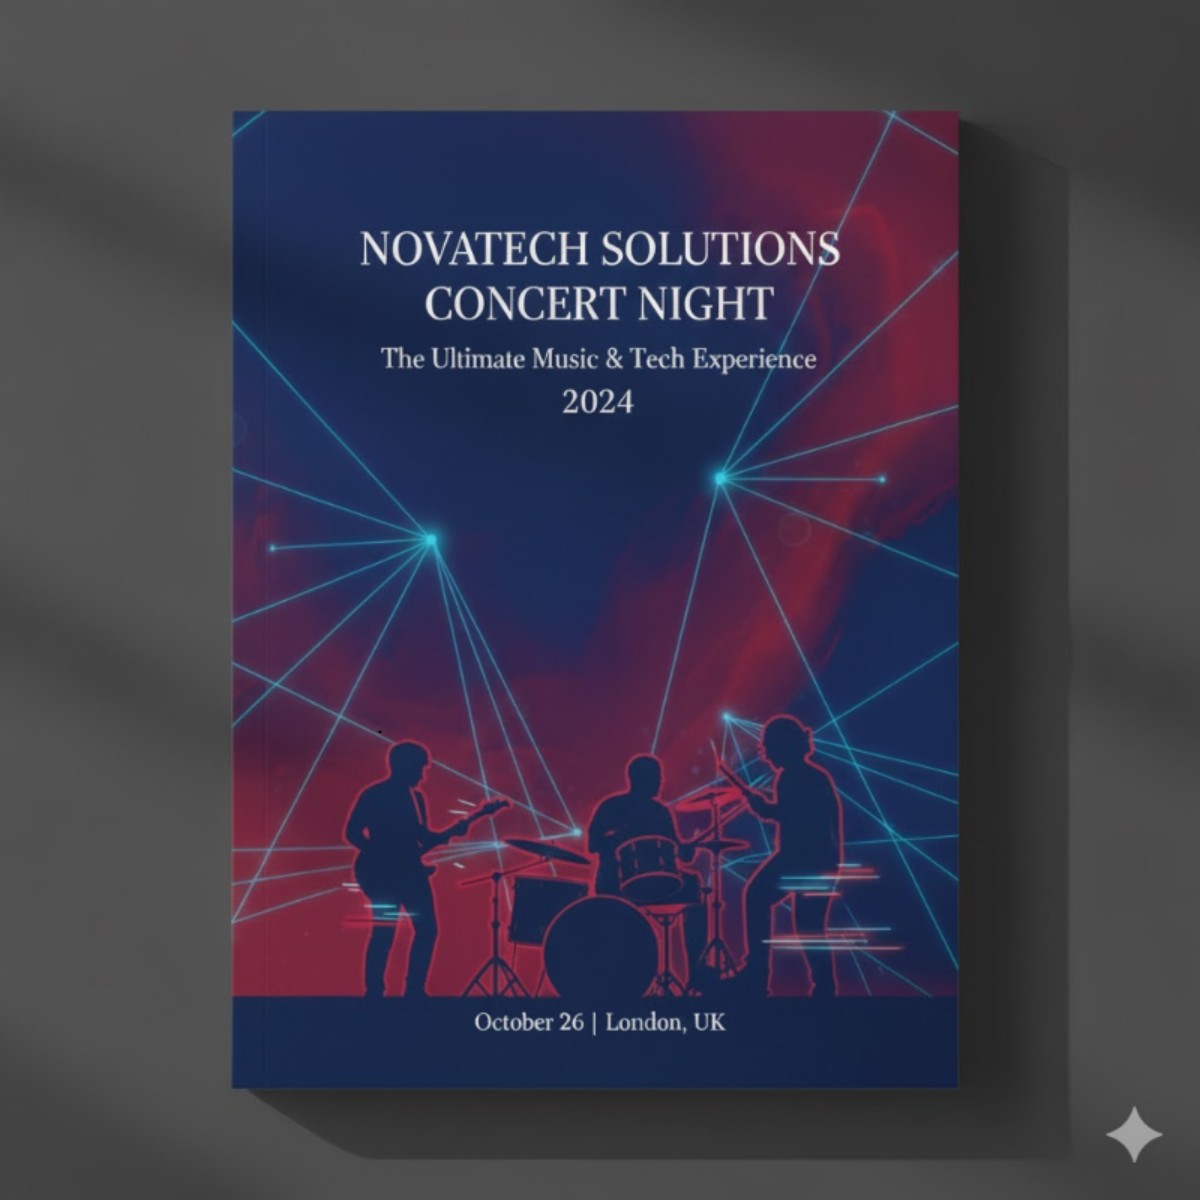 NOVATECH SOLUTIONS
CONCERT NIGHT
The Ultimate Music & Tech Experience
2024
October 26 | London, UK